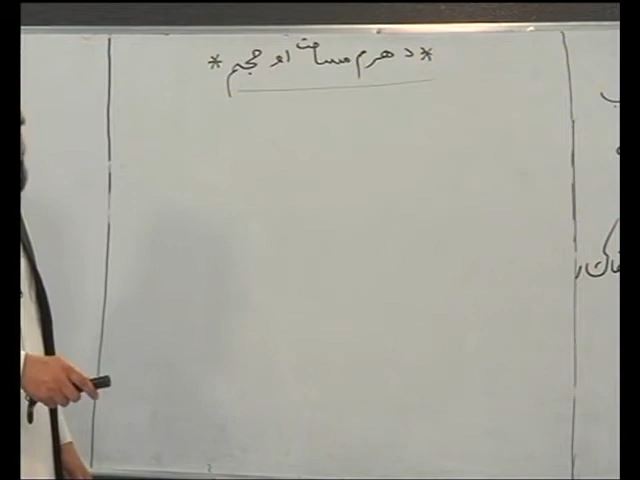 * د هرم مساحت او حجم *